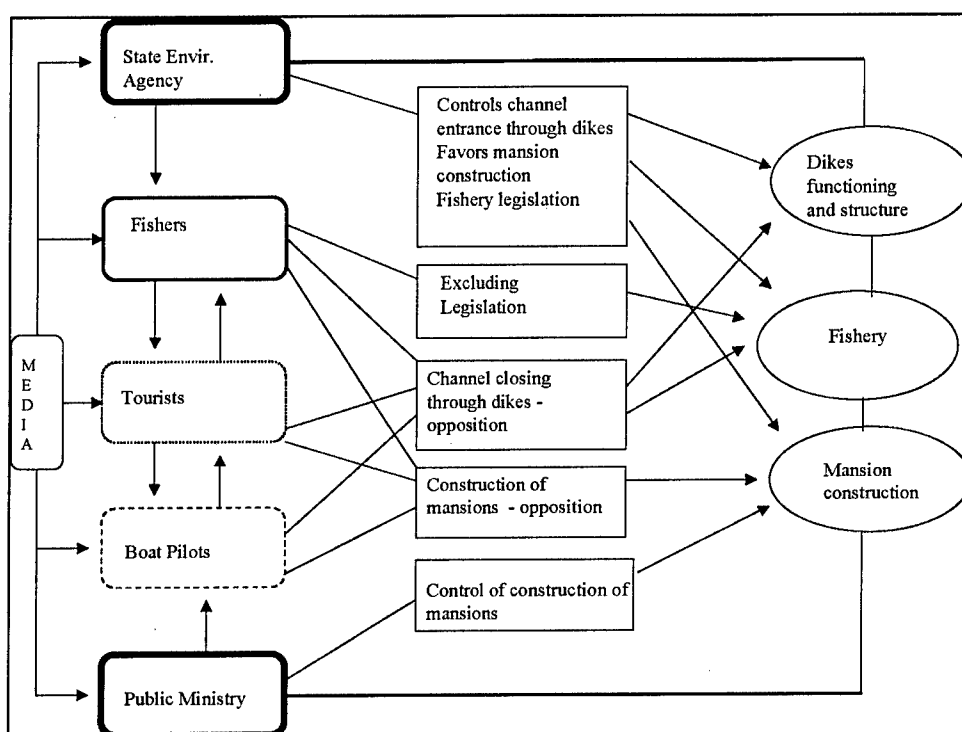 State Envir.
Agency
Fishers
M
E
D
I
A
Tourists
Boat Pilots
Public Ministry
Controls channel
entrance through dikes
Favors mansion
construction
Fishery legislation
Excluding
Legislation
Channel closing
through dikes -
opposition
Construction of
mansions - opposition
Control of construction of
mansions
Dikes
functioning
and structure
Fishery
Mansion
construction